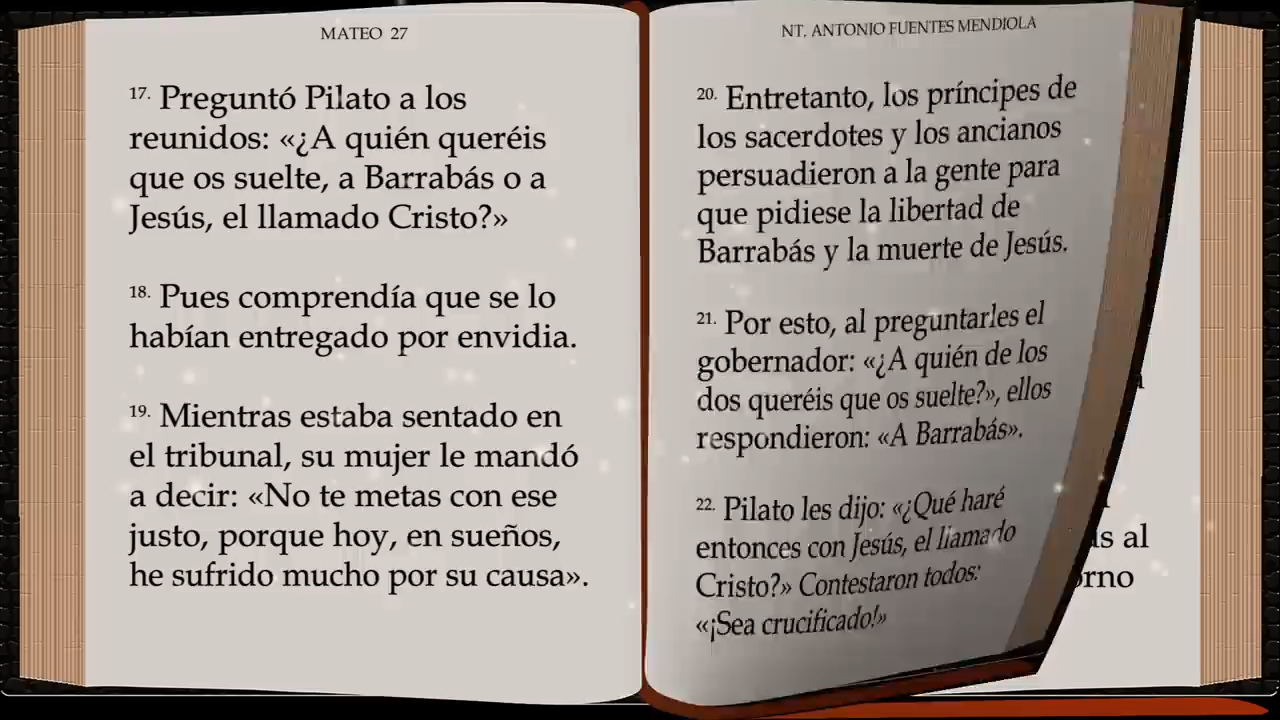 MATEO 27
17. Preguntó Pilato a los
reunidos: «¿A quién queréis
que os suelte, a Barrabás o a
Jesús, el llamado Cristo?»
18. Pues comprendía que se lo
habían entregado por envidia.
19. Mientras estaba sentado en
el tribunal, su mujer le mandó
a decir: «No te metas con ese
justo, porque hoy, en sueños,
he sufrido mucho por su causa».
NT. ANTONIO FUENTES MENDIOLA
20. Entretanto, los príncipes de
los sacerdotes y los ancianos
persuadieron a la gente para
que pidiese la libertad de
Barrabás y la muerte de Jesús.
21. Por esto, al preguntarles el
gobernador: «¿A quién de los
dos queréis que os suelte?», ellos
respondieron: «A Barrabás».
22. Pilato les dijo: «¿Qué haré
entonces con Jesús, el llamado
Cristo?» Contestaron todos:
«¡Sea crucificado!»
al